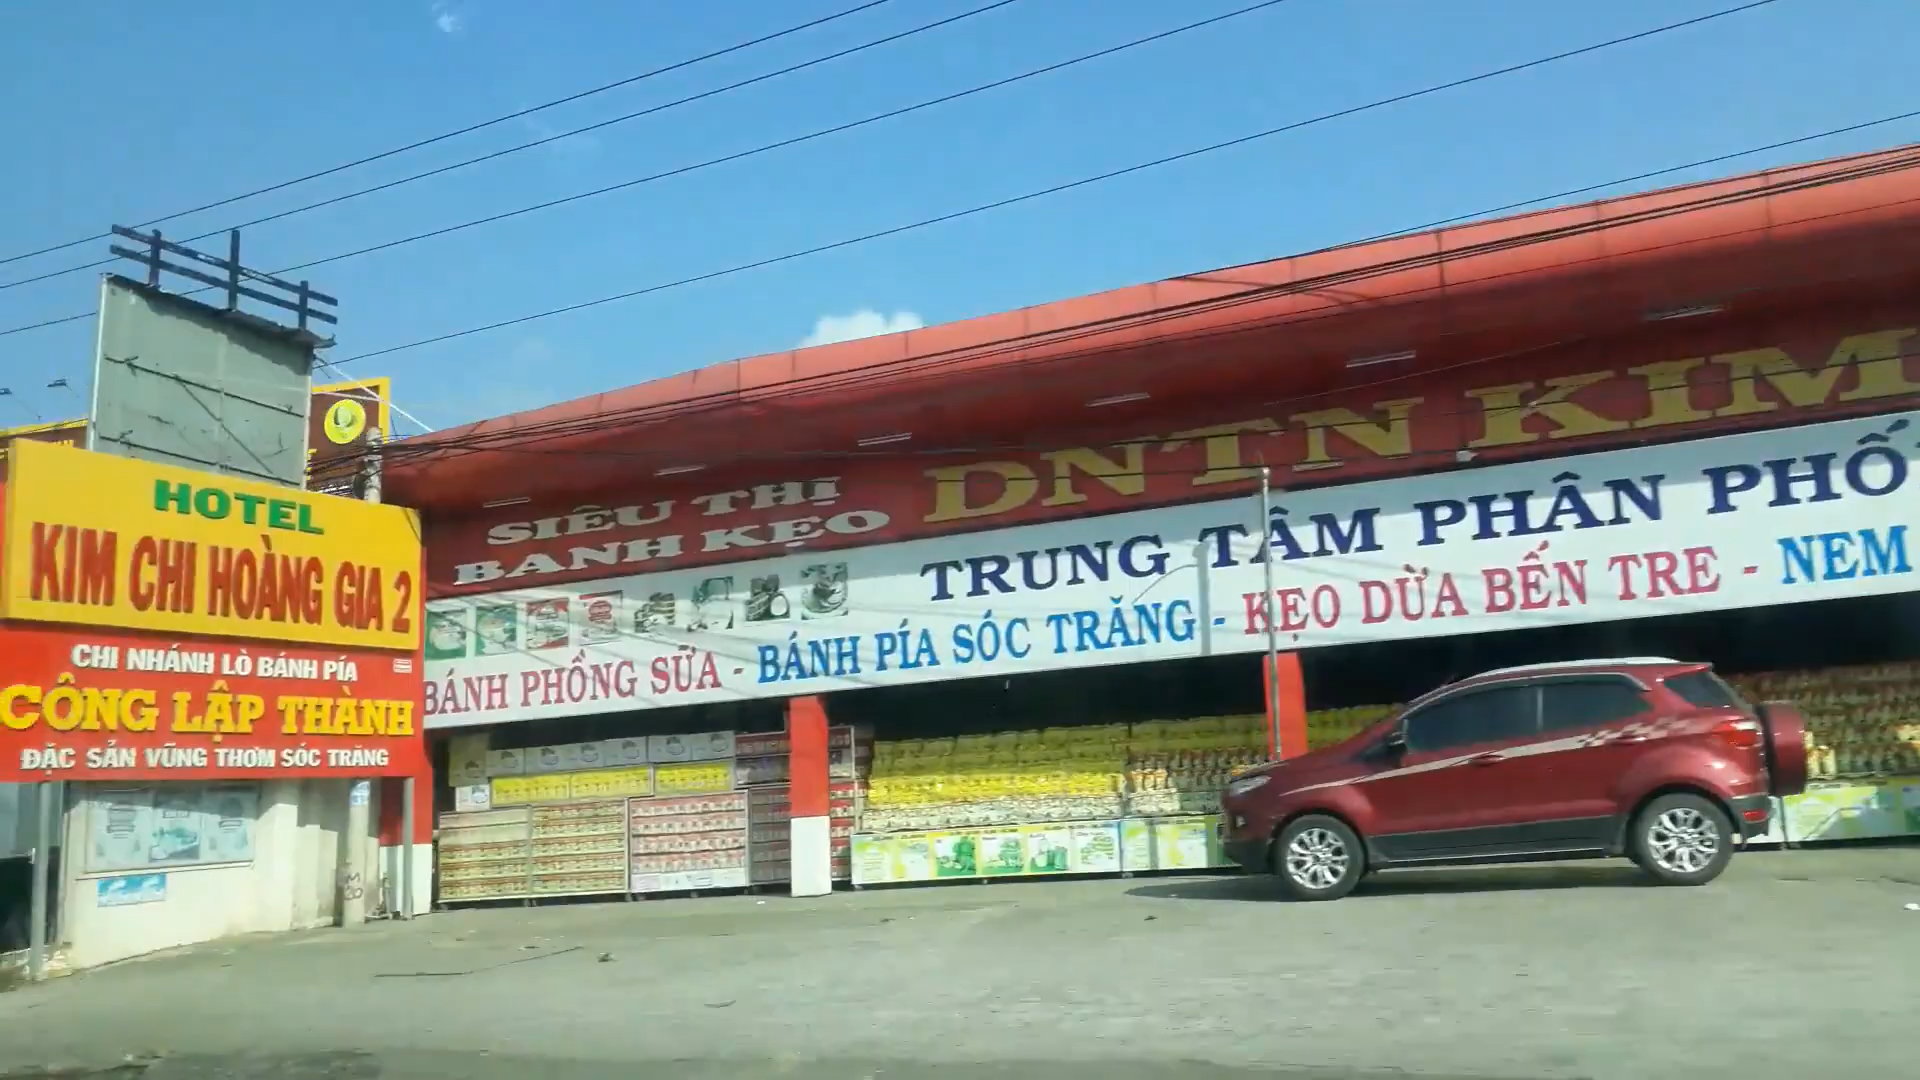 HOTEL
KIM CHI HOÀNG GIA 2
CHI NHÁNH LÒ BÁNH PÍA
CÔNG LẬP THÀNH
ĐẶC SẢN VŨNG THƠM SÓC TRĂNG
SIÊU THỊ
BANH KẸO
DNTN KIM
TRUNG TÂM PHÂN PHỐ
BÁNH PHỒNG SỮA - BÁNH PÍA SÓC TRĂNG - KẸO DỪA BẾN TRE - NEM